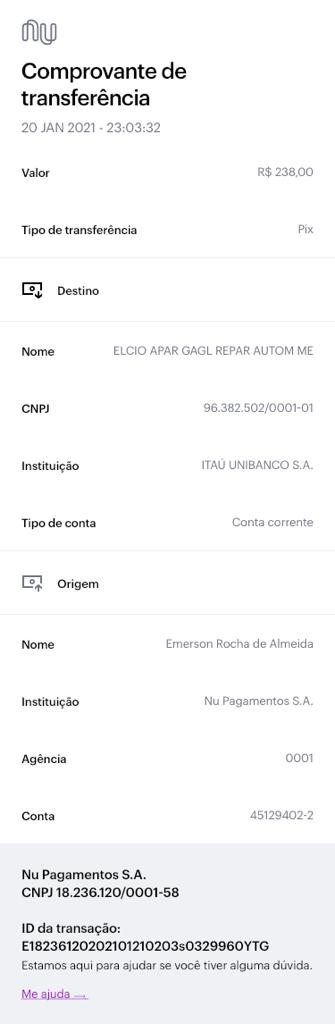 nu
Comprovante de
transferência
20 JAN 2021 - 23:03:32
Valor R$ 238,00
Tipo de transferência Pix
Destino
Nome ELCIO APAR GAGL REPAR AUTOM ME
CNPJ 96.382.502/0001-01
Instituição ITAÚ UNIBANCO S.A.
Tipo de conta Conta corrente
Origem
Nome Emerson Rocha de Almeida
Instituição Nu Pagamentos S.A.
Agência 0001
Conta 45129402-2
Nu Pagamentos S.A.
CNPJ 18.236.120/0001-58
ID da transação:
E18236120202101210203s0329960YTG
Estamos aqui para ajudar se você tiver alguma dúvida.
Me ajuda →